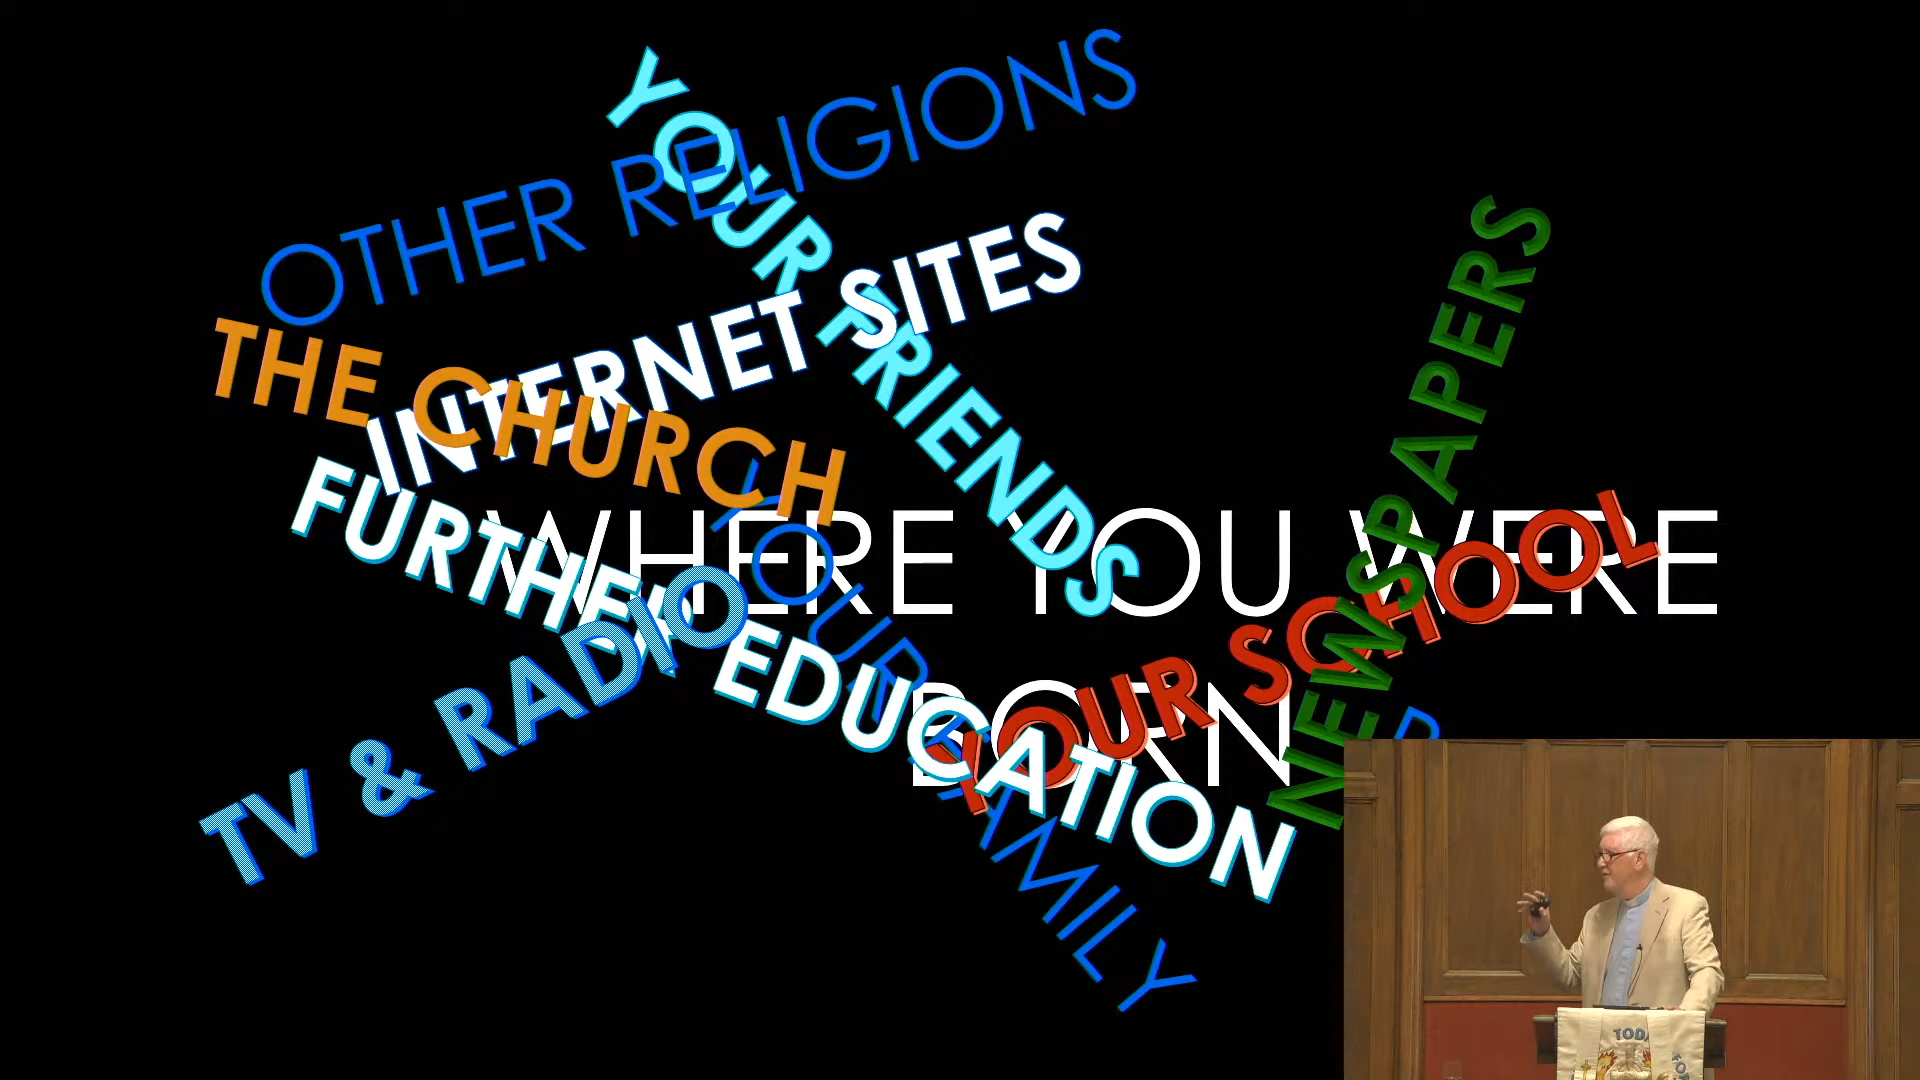 OTHER RELIGIONS
YOUR FRIENDS
INTERNET SITES
THE CHURCH
NEWSPAPERS
FURTHER EDUCATION
WHERE YOU WERE
BORN
YOUR SCHOOL
TV & RADIO
YOUR FAMILY